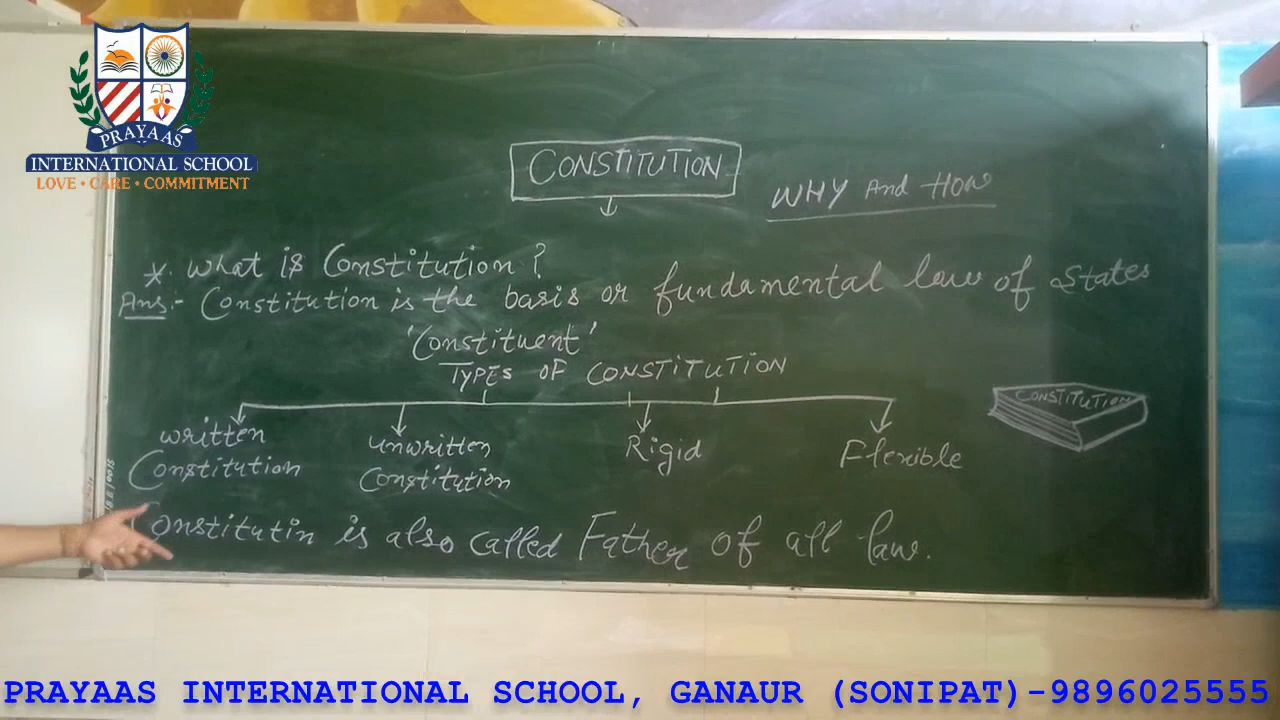 PRAYAAS
INTERNATIONAL SCHOOL
LOVE • CARE • COMMITMENT
CONSTITUTION
WHY And HOW
*. What is Constitution?
Ans:- Constitution is the basis or fundamental law of States
'Constituent'
TYPES OF CONSTITUTION
written Constitution
unwritten Constitution
Rigid
Flexible
CONSTITUTION
Constitutin is also called Father of all law.
PRAYAAS INTERNATIONAL SCHOOL, GANAUR (SONIPAT)-9896025555